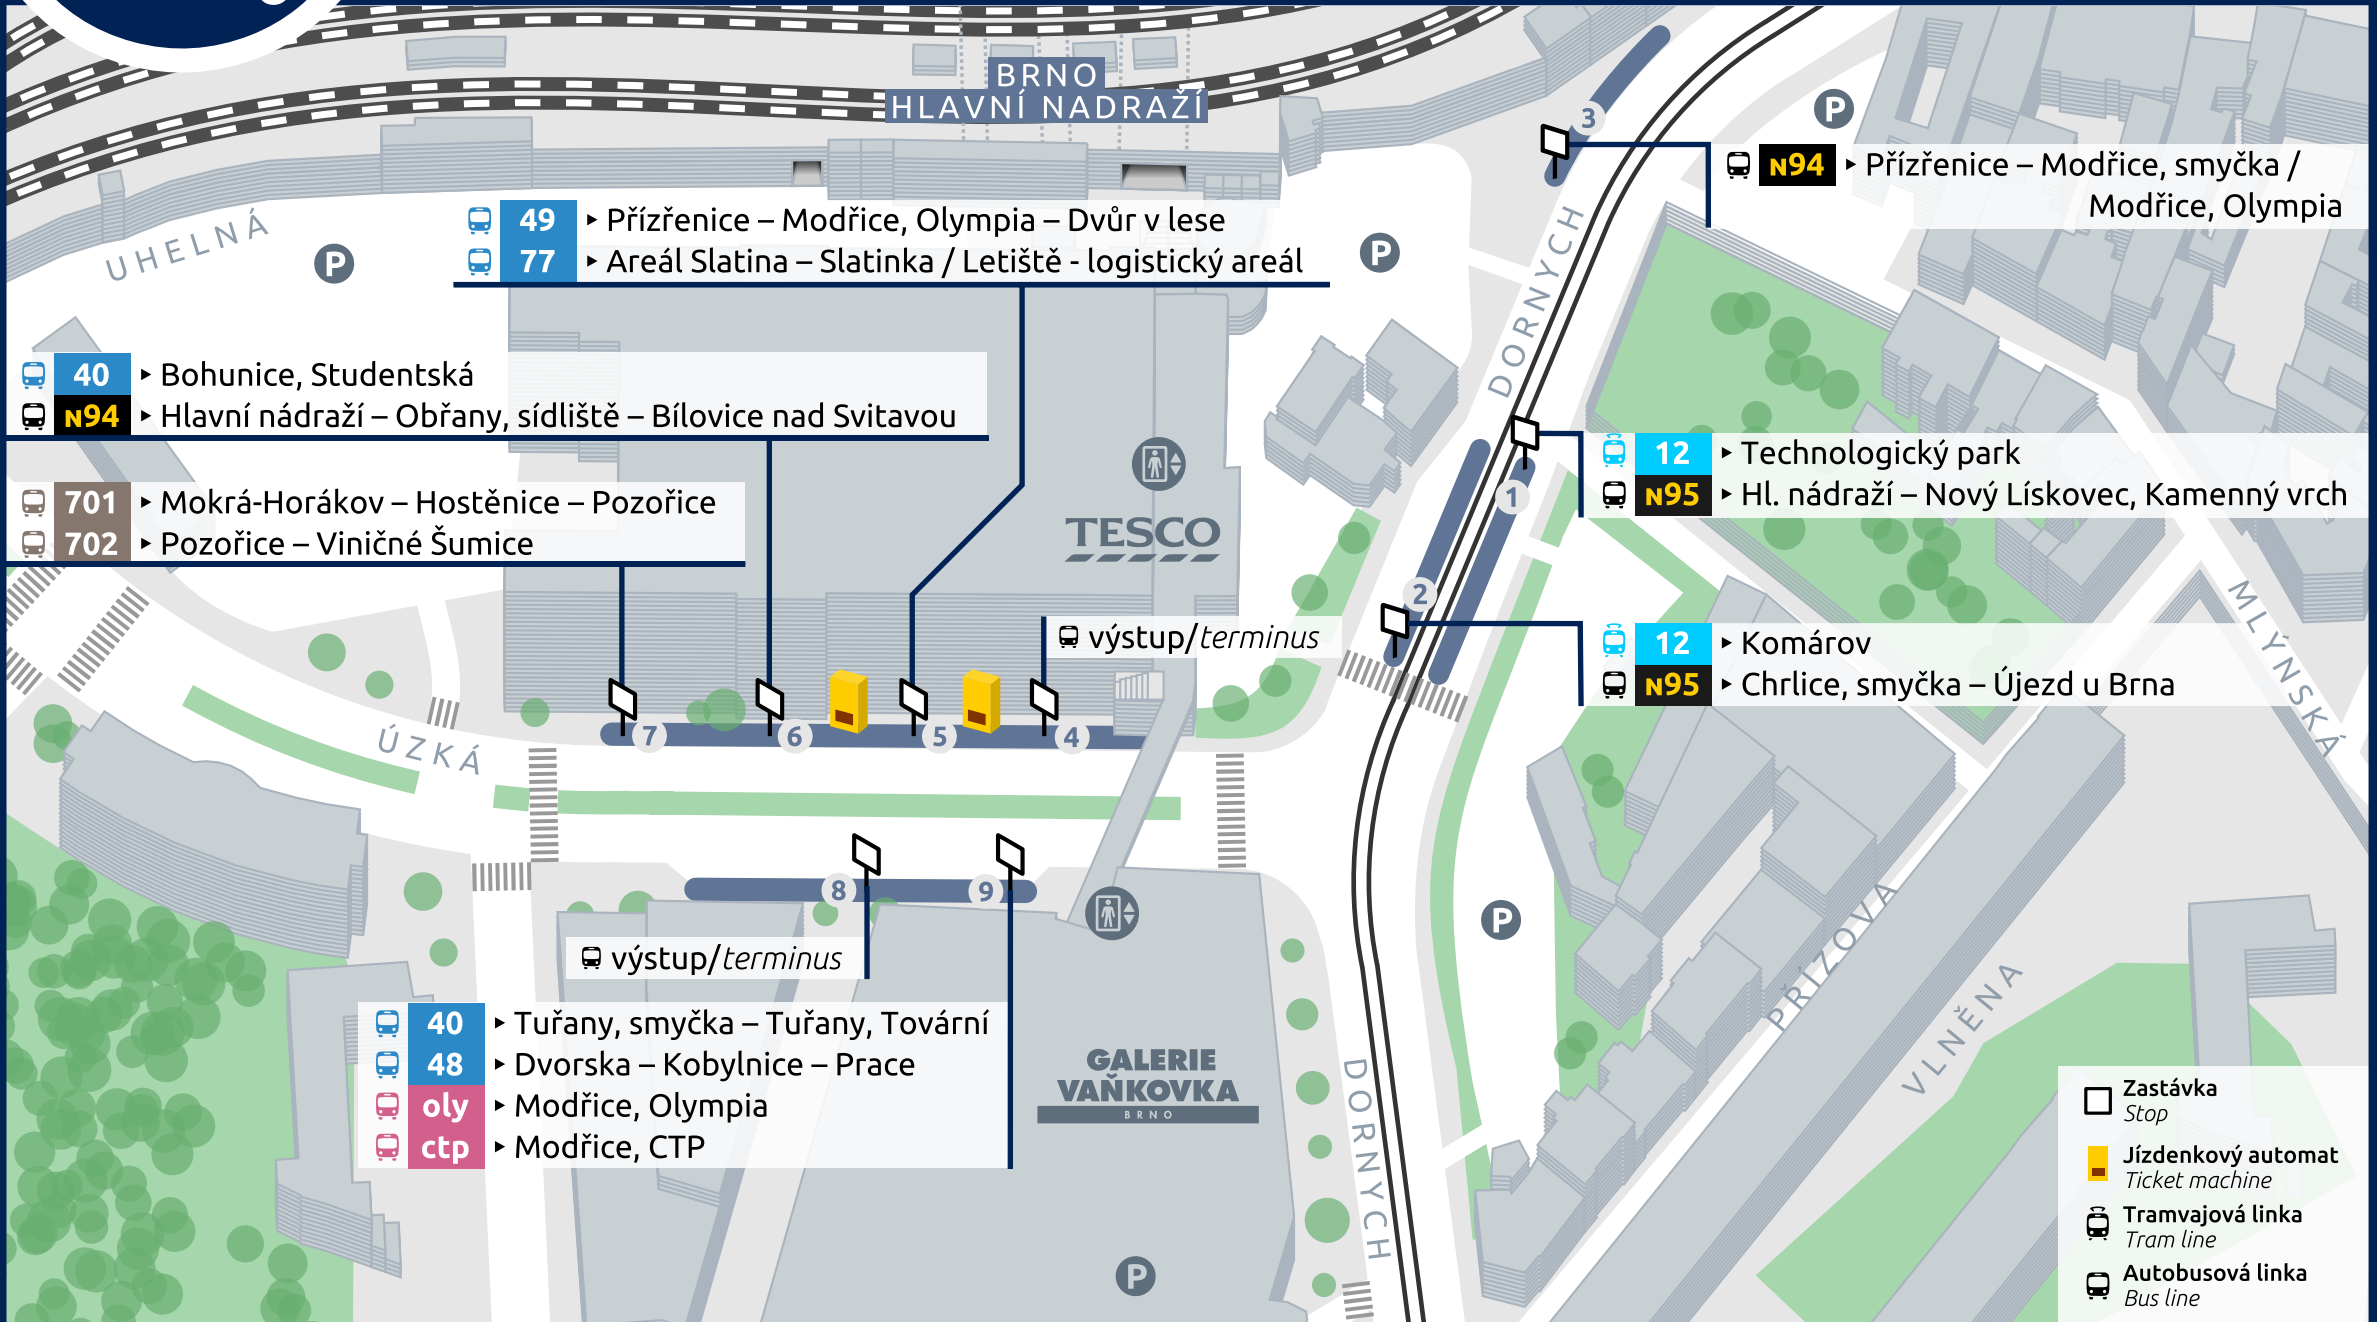 BRNO
HLAVNÍ NADRAŽÍ
3
P
N94 ▸ Přízřenice – Modřice, smyčka /
Modřice, Olympia
UHELNÁ
P
49 ▸ Přízřenice – Modřice, Olympia – Dvůr v lese
77 ▸ Areál Slatina – Slatinka / Letiště - logistický areál
P
DORNYCH
40 ▸ Bohunice, Studentská
N94 ▸ Hlavní nádraží – Obřany, sídliště – Bílovice nad Svitavou
701 ▸ Mokrá-Horákov – Hostěnice – Pozořice
702 ▸ Pozořice – Viničné Šumice
TESCO
1
12 ▸ Technologický park
N95 ▸ Hl. nádraží – Nový Lískovec, Kamenný vrch
2
výstup/terminus
12 ▸ Komárov
N95 ▸ Chrlice, smyčka – Újezd u Brna
MLÝNSKÁ
ÚZKÁ
7
6
5
4
8
9
P
výstup/terminus
40 ▸ Tuřany, smyčka – Tuřany, Tovární
48 ▸ Dvorska – Kobylnice – Prace
oly ▸ Modřice, Olympia
ctp ▸ Modřice, CTP
GALERIE
VAŇKOVKA
BRNO
DORNYCH
PŘÍZOVA
VLNĚNA
P
Zastávka
Stop
Jízdenkový automat
Ticket machine
Tramvajová linka
Tram line
Autobusová linka
Bus line